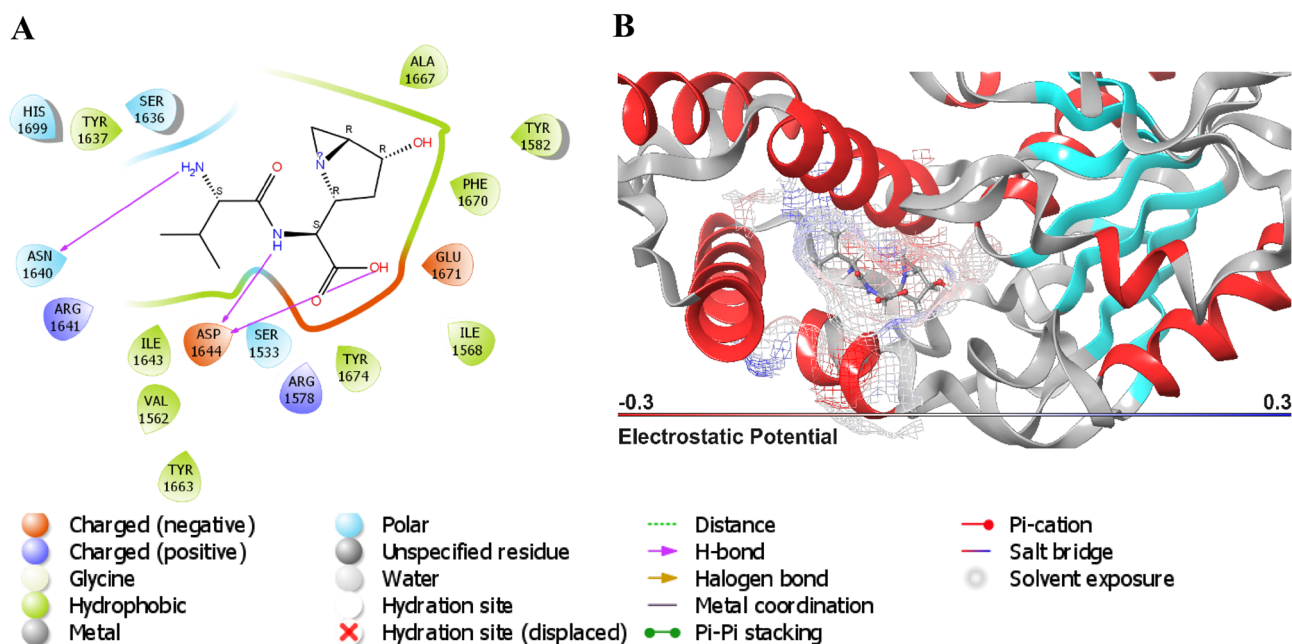 A
B
ALA
1667
HIS
1699
TYR
1637
SER
1636
TYR
1582
R
R
OH
N
H₂N
S
O
R
PHE
1670
S
N
H
ASN
1640
OH
O
GLU
1671
ARG
1641
ILE
1643
ASP
1644
SER
1533
ILE
1568
TYR
1674
ARG
1578
VAL
1562
TYR
1663
-0.3
0.3
Electrostatic Potential
Charged (negative)
Charged (positive)
Glycine
Hydrophobic
Metal
Polar
Unspecified residue
Water
Hydration site
Hydration site (displaced)
Distance
H-bond
Halogen bond
Metal coordination
Pi-Pi stacking
Pi-cation
Salt bridge
Solvent exposure